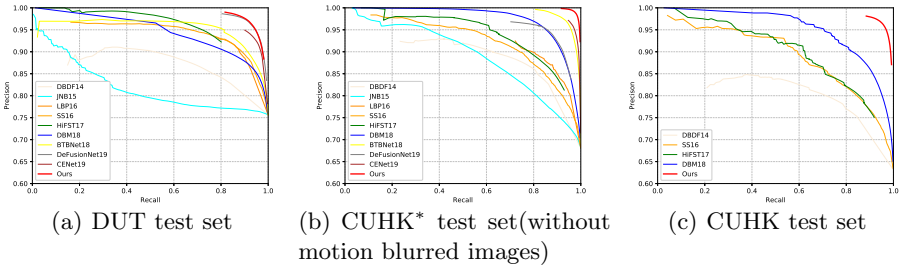 1.00
0.95
0.90
0.85
0.80
0.75
0.70
0.65
0.60
0.0 0.2 0.4 0.6 0.8 1.0
Precison
Recall
DBDF14
JNB15
LBP16
SS16
HiFST17
DBM18
BTBNet18
DeFusionNet19
CENet19
Ours
(a) DUT test set
1.00
0.95
0.90
0.85
0.80
0.75
0.70
0.65
0.60
0.0 0.2 0.4 0.6 0.8 1.0
Precison
Recall
DBDF14
JNB15
LBP16
SS16
HiFST17
DBM18
BTBNet18
DeFusionNet19
CENet19
Ours
(b) CUHK* test set(without
motion blurred images)
1.00
0.95
0.90
0.85
0.80
0.75
0.70
0.65
0.60
0.0 0.2 0.4 0.6 0.8 1.0
Precison
Recall
DBDF14
SS16
HiFST17
DBM18
Ours
(c) CUHK test set